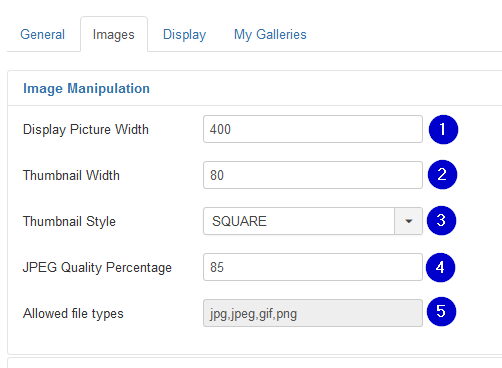 General Images Display My Galleries
Image Manipulation
Display Picture Width 400 1
Thumbnail Width 80 2
Thumbnail Style SQUARE 3
JPEG Quality Percentage 85 4
Allowed file types jpg,jpeg,gif,png 5